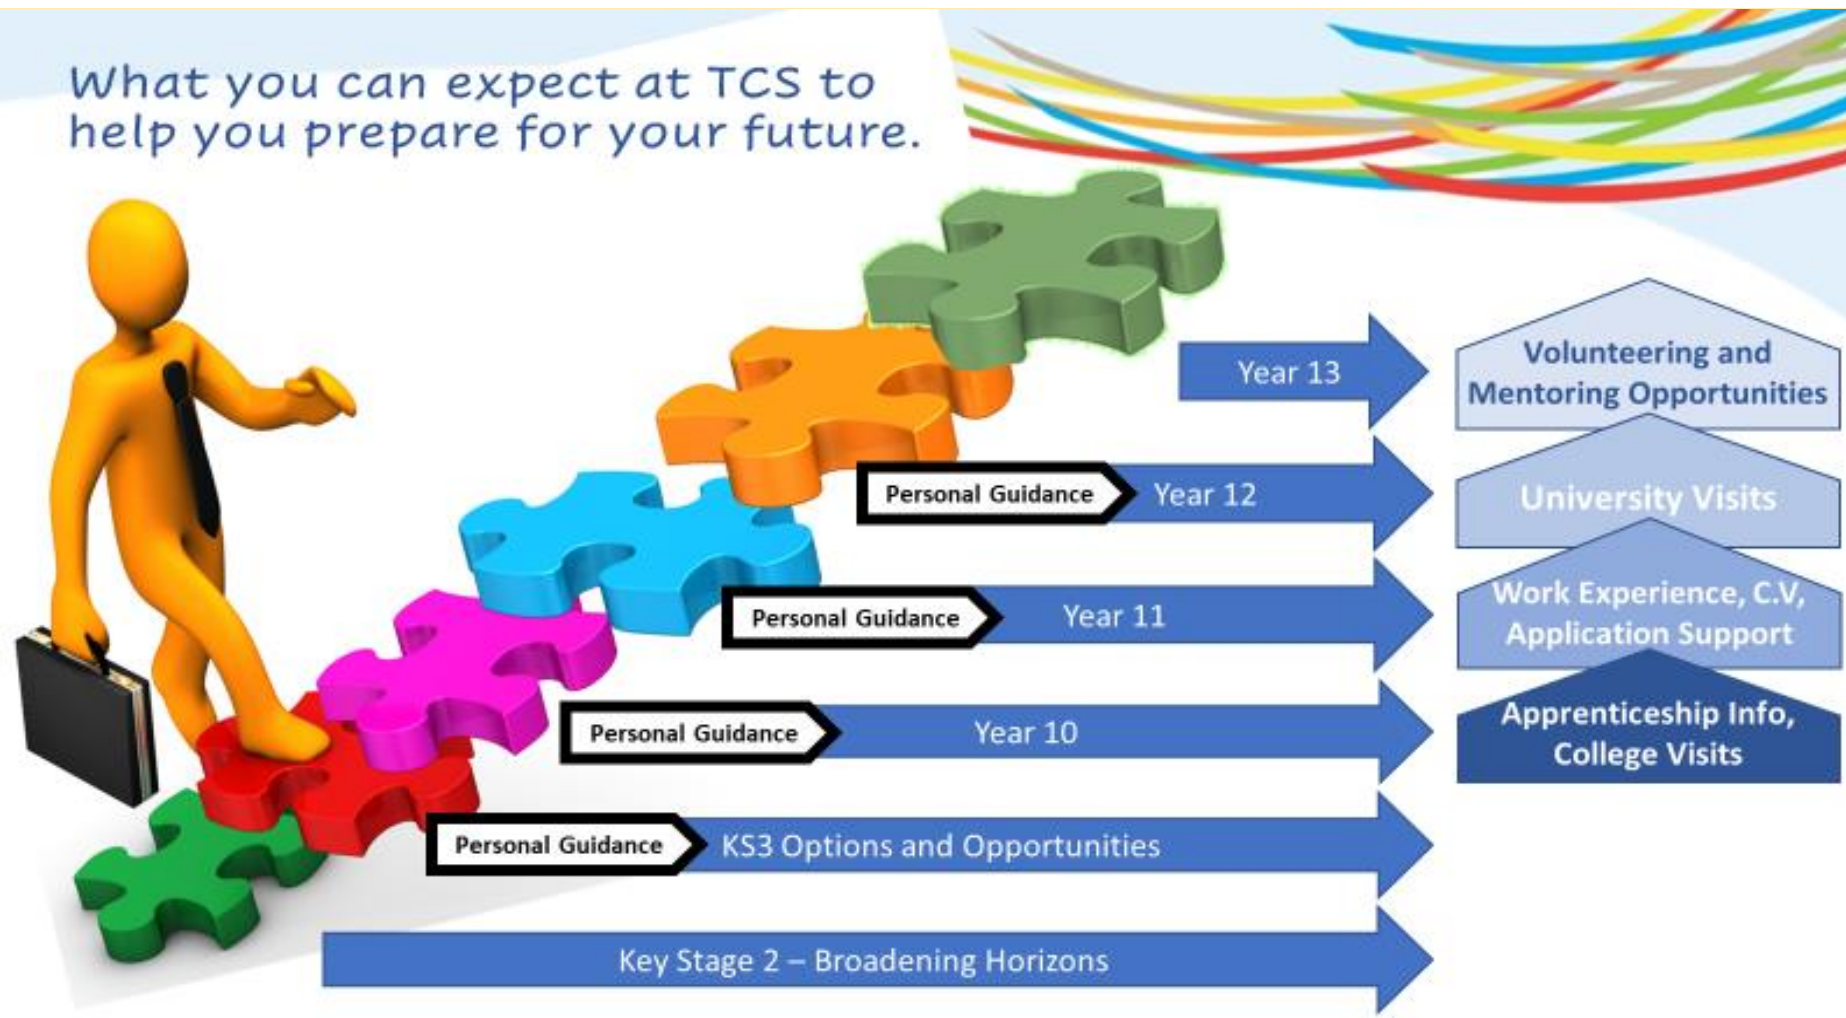 What you can expect at TCS to
help you prepare for your future.
Year 13
Volunteering and
Mentoring Opportunities
Personal Guidance
Year 12
University Visits
Personal Guidance
Year 11
Work Experience, C.V,
Application Support
Personal Guidance
Year 10
Apprenticeship Info,
College Visits
Personal Guidance
KS3 Options and Opportunities
Key Stage 2 – Broadening Horizons